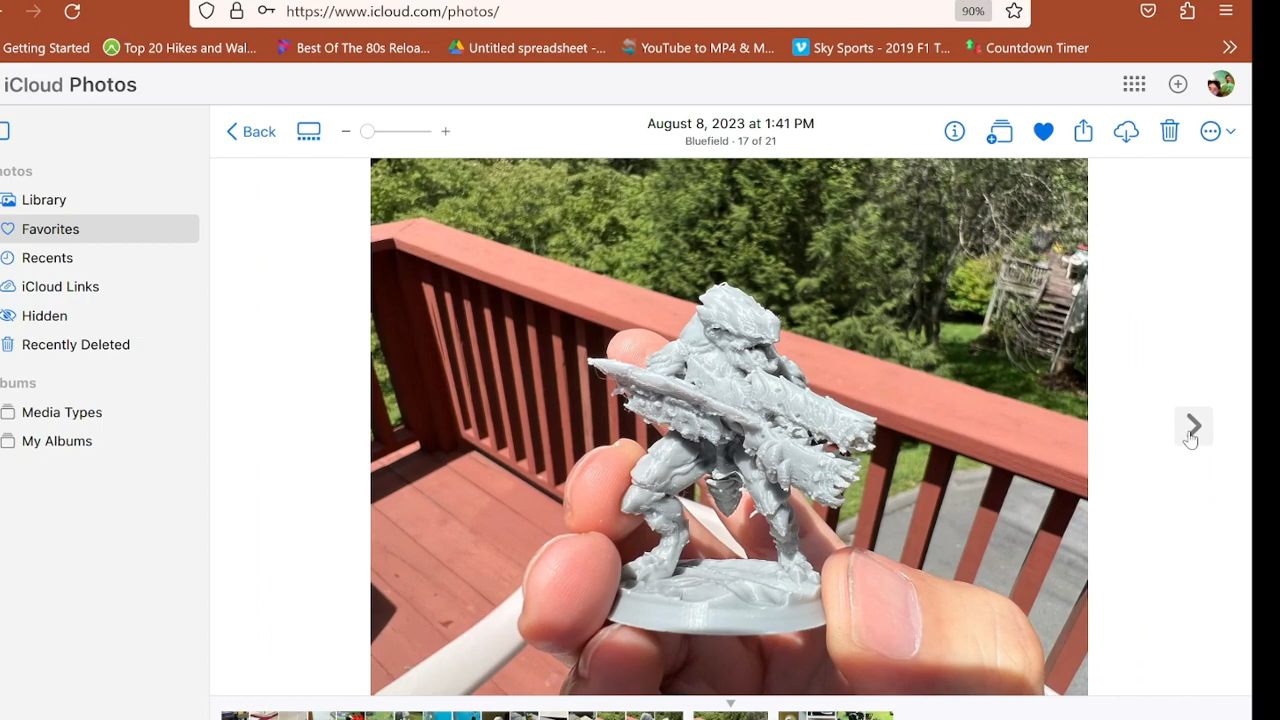 https://www.icloud.com/photos/
90%
Getting Started
Top 20 Hikes and Wal...
Best Of The 80s Reloa...
Untitled spreadsheet -...
YouTube to MP4 & M...
Sky Sports - 2019 F1 T...
Countdown Timer
iCloud Photos
Back
August 8, 2023 at 1:41 PM
Bluefield · 17 of 21
hotos
Library
Favorites
Recents
iCloud Links
Hidden
Recently Deleted
bums
Media Types
My Albums